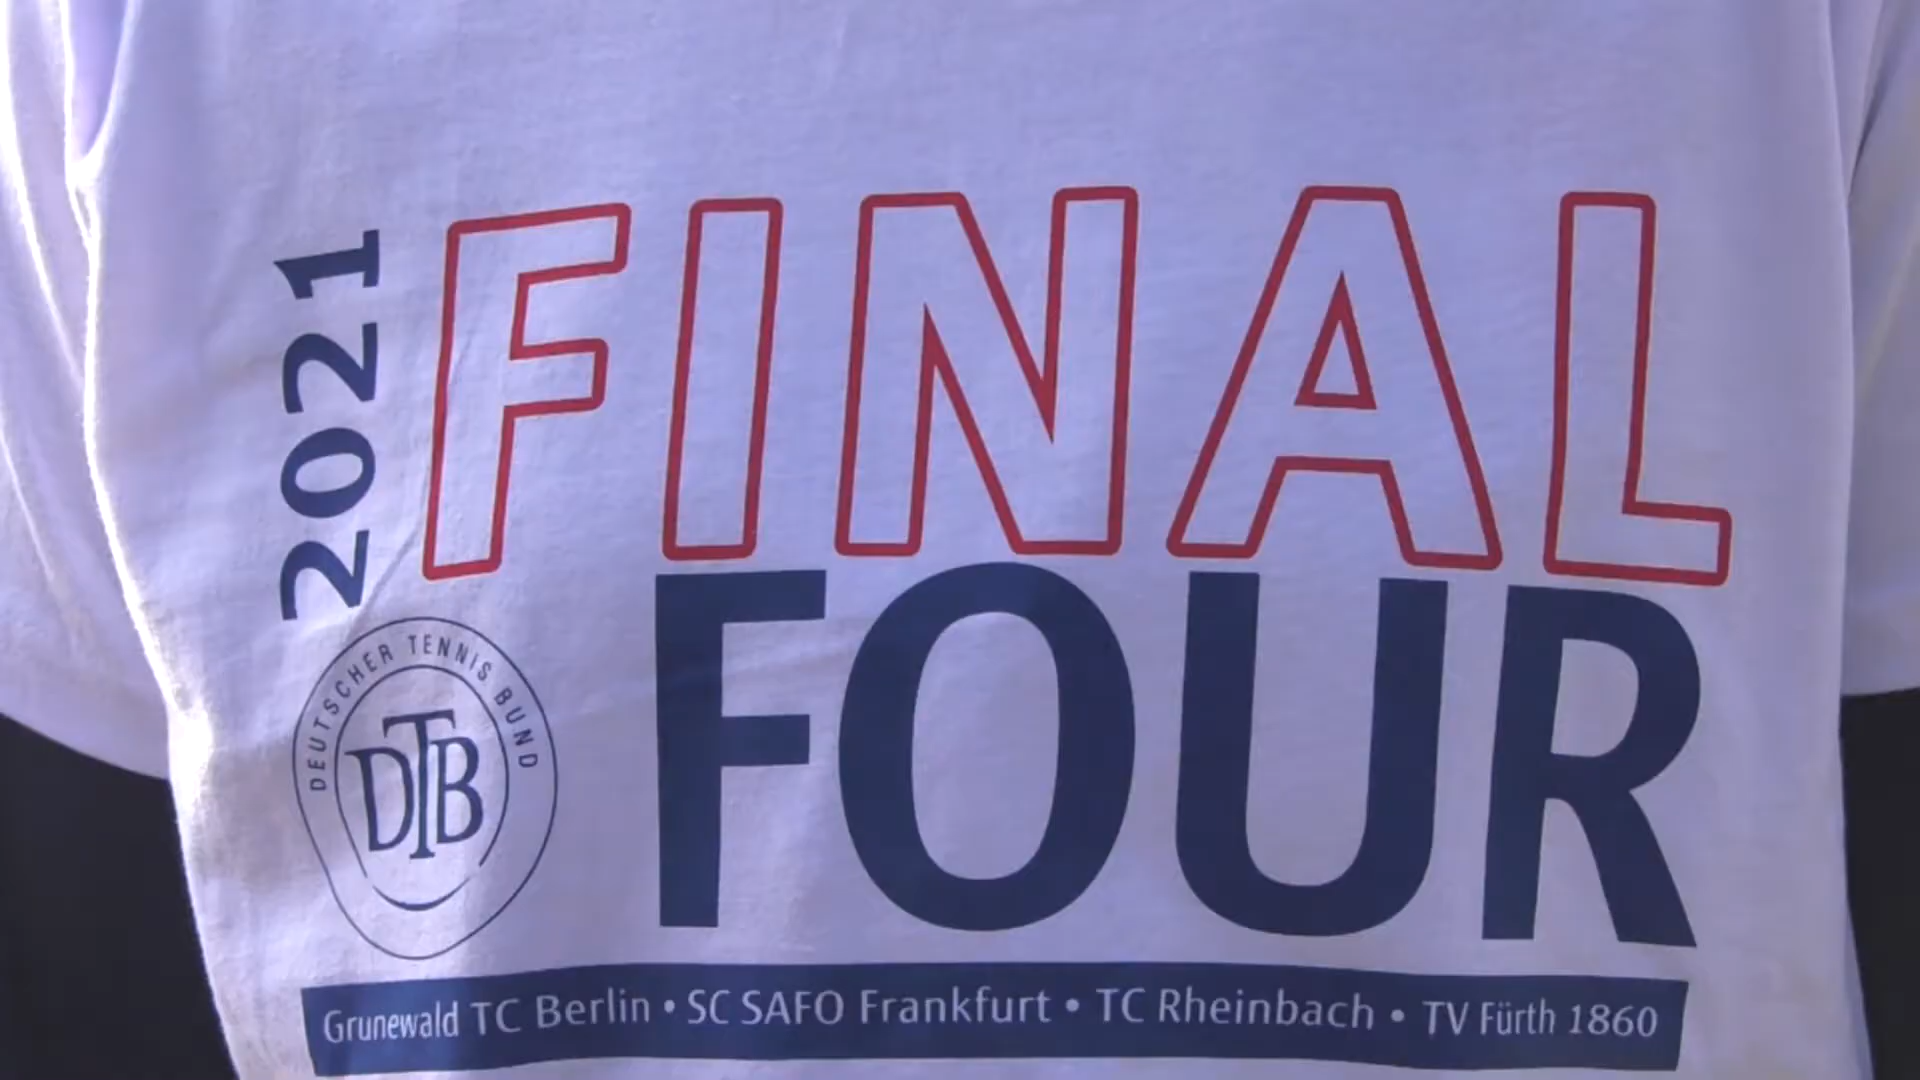 2021
FINAL
FOUR
DEUTSCHER TENNIS BUND
DTB
Grunewald TC Berlin • SC SAFO Frankfurt • TC Rheinbach • TV Fürth 1860